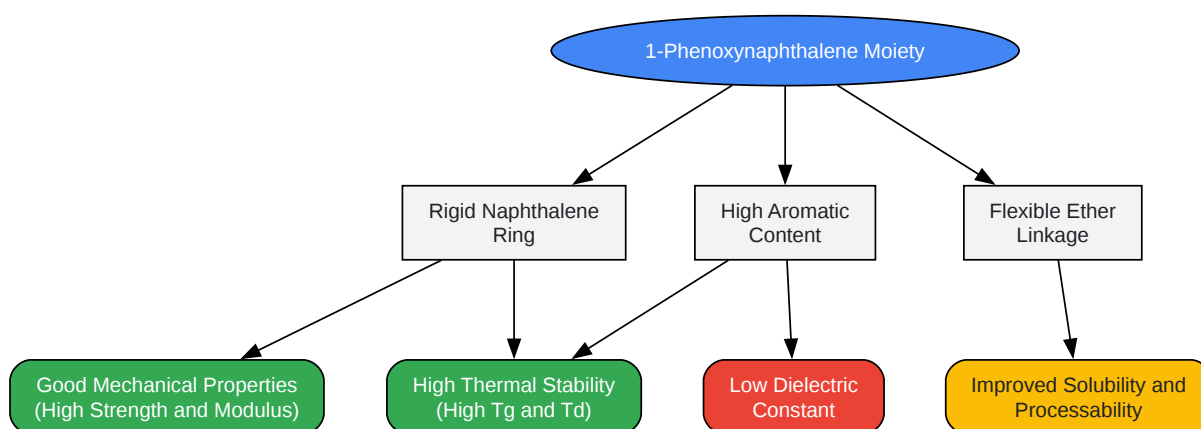 1-Phenoxynaphthalene Moiety
Rigid Naphthalene
Ring
High Aromatic
Content
Flexible Ether
Linkage
Good Mechanical Properties
(High Strength and Modulus)
High Thermal Stability
(High Tg and Td)
Low Dielectric
Constant
Improved Solubility and
Processability